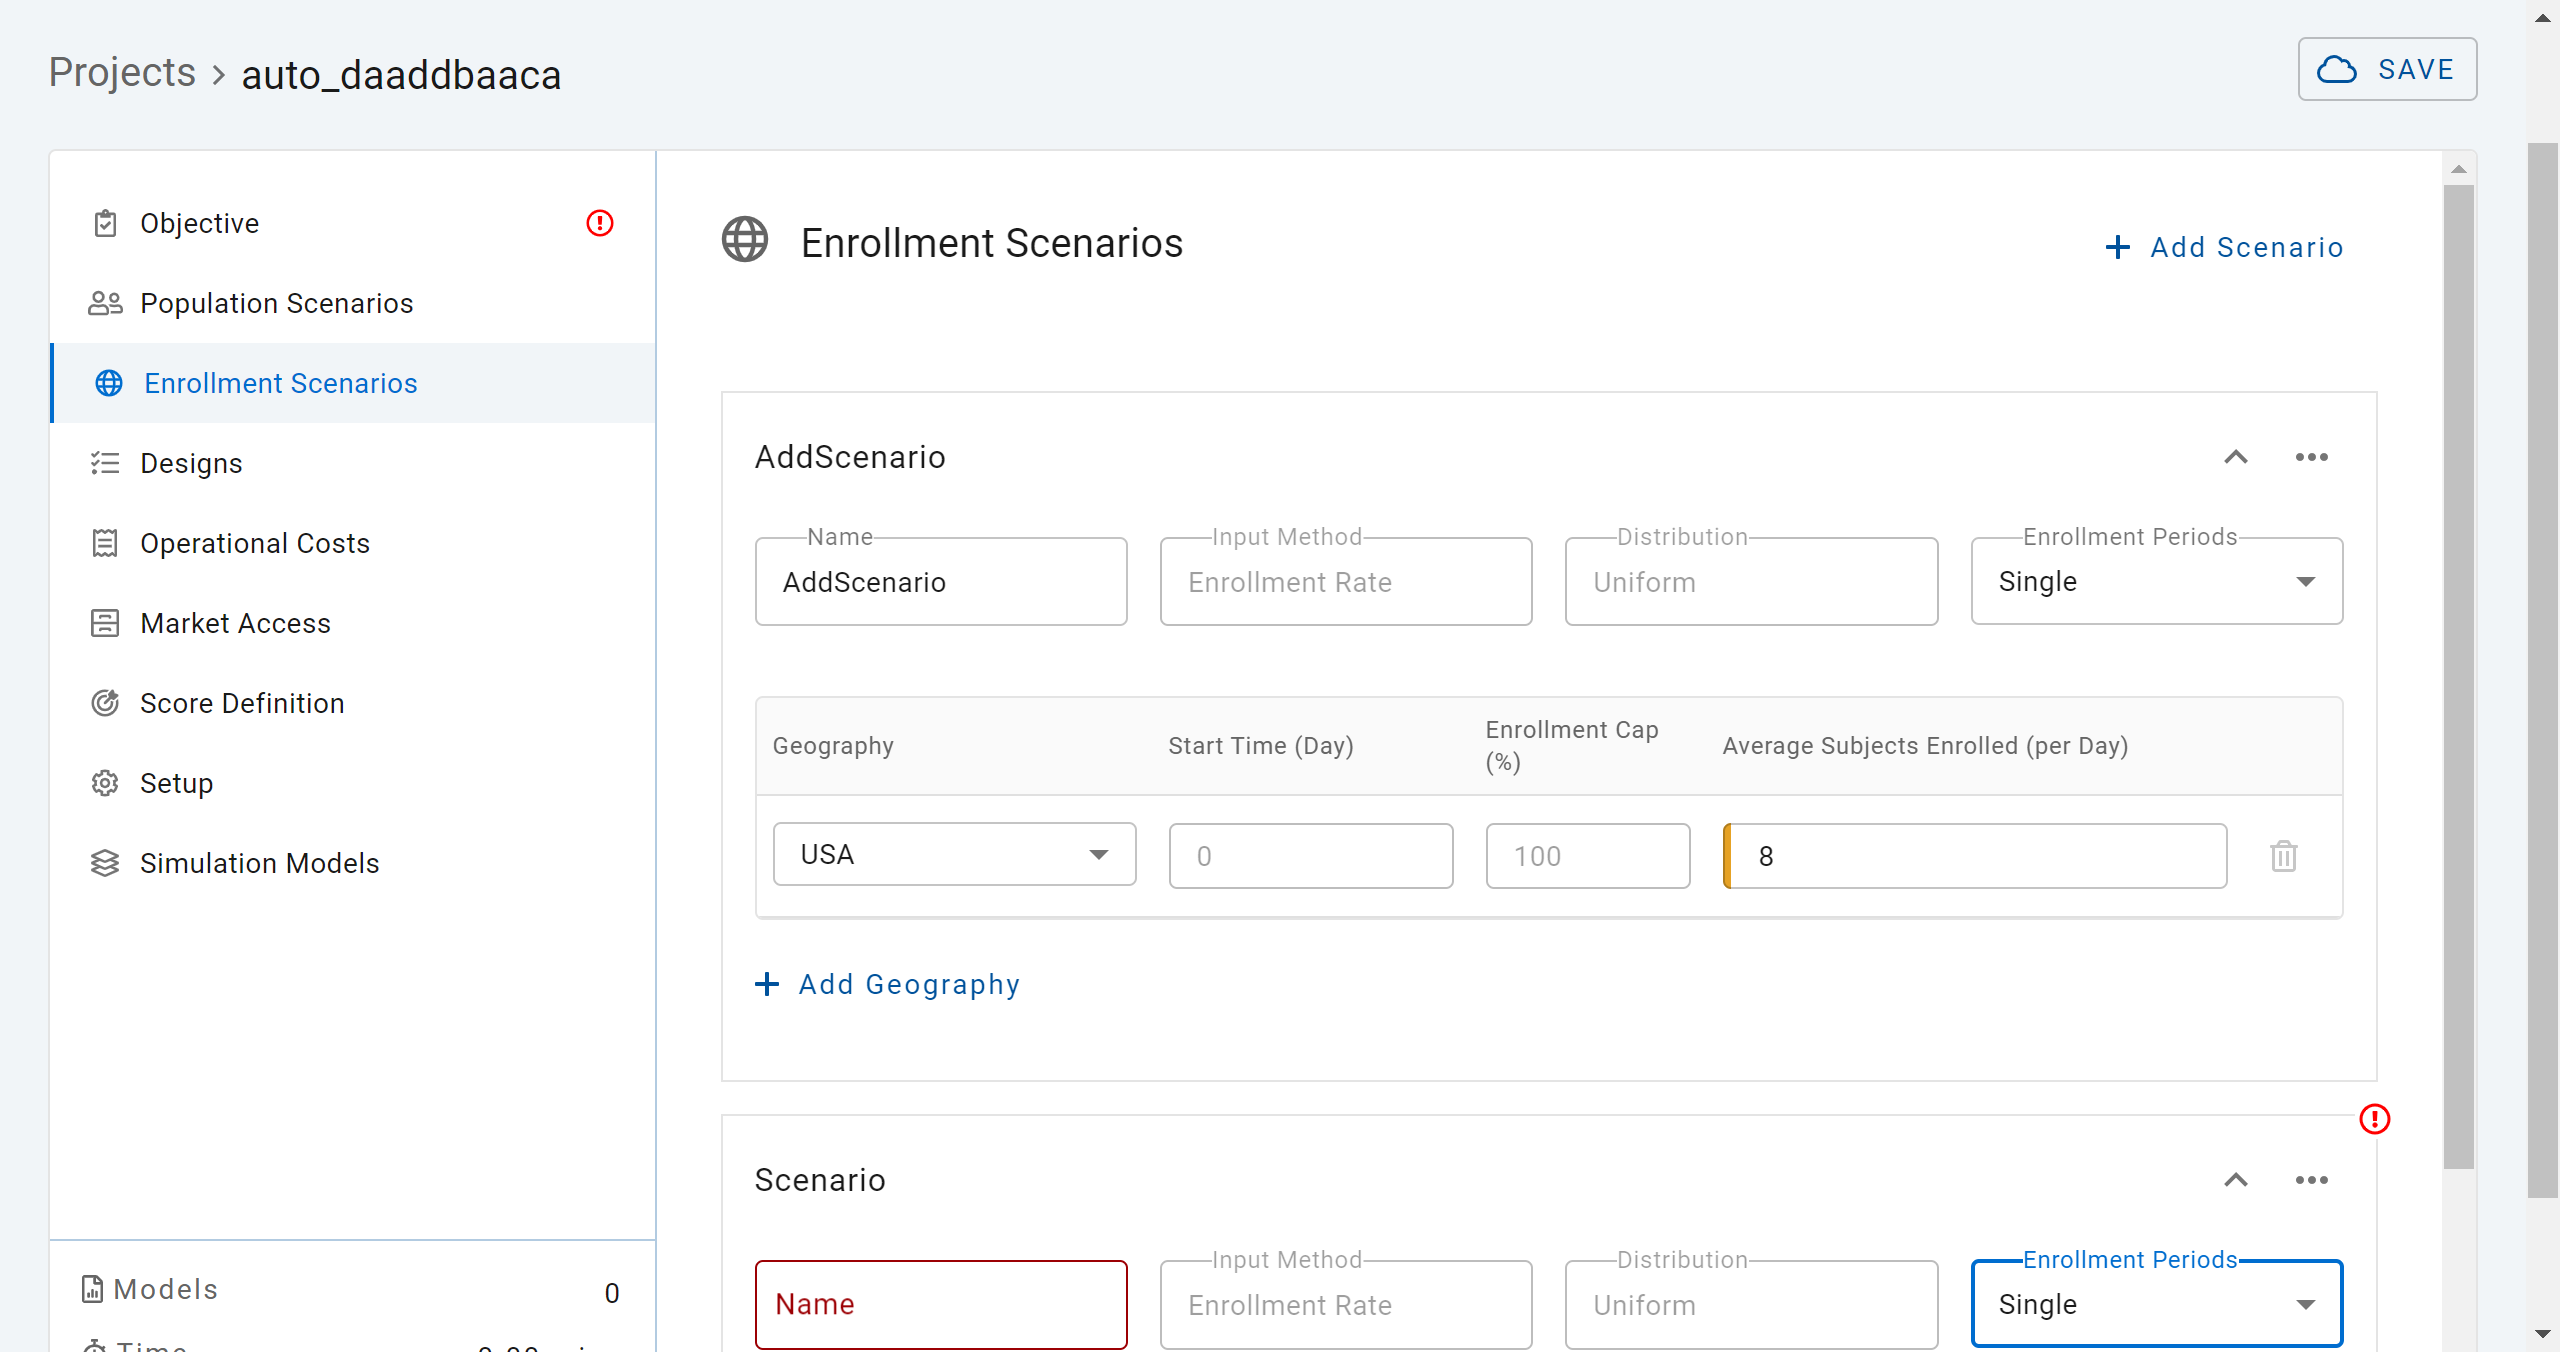 Projects > auto_daaddbaaca
SAVE
Objective
Population Scenarios
Enrollment Scenarios
Designs
Operational Costs
Market Access
Score Definition
Setup
Simulation Models
Models 0
Enrollment Scenarios
+ Add Scenario
AddScenario
Name Input Method Distribution Enrollment Periods
AddScenario Enrollment Rate Uniform Single
Geography Start Time (Day) Enrollment Cap (%) Average Subjects Enrolled (per Day)
USA 0 100 8
+ Add Geography
Scenario
Input Method Distribution Enrollment Periods
Name Enrollment Rate Uniform Single